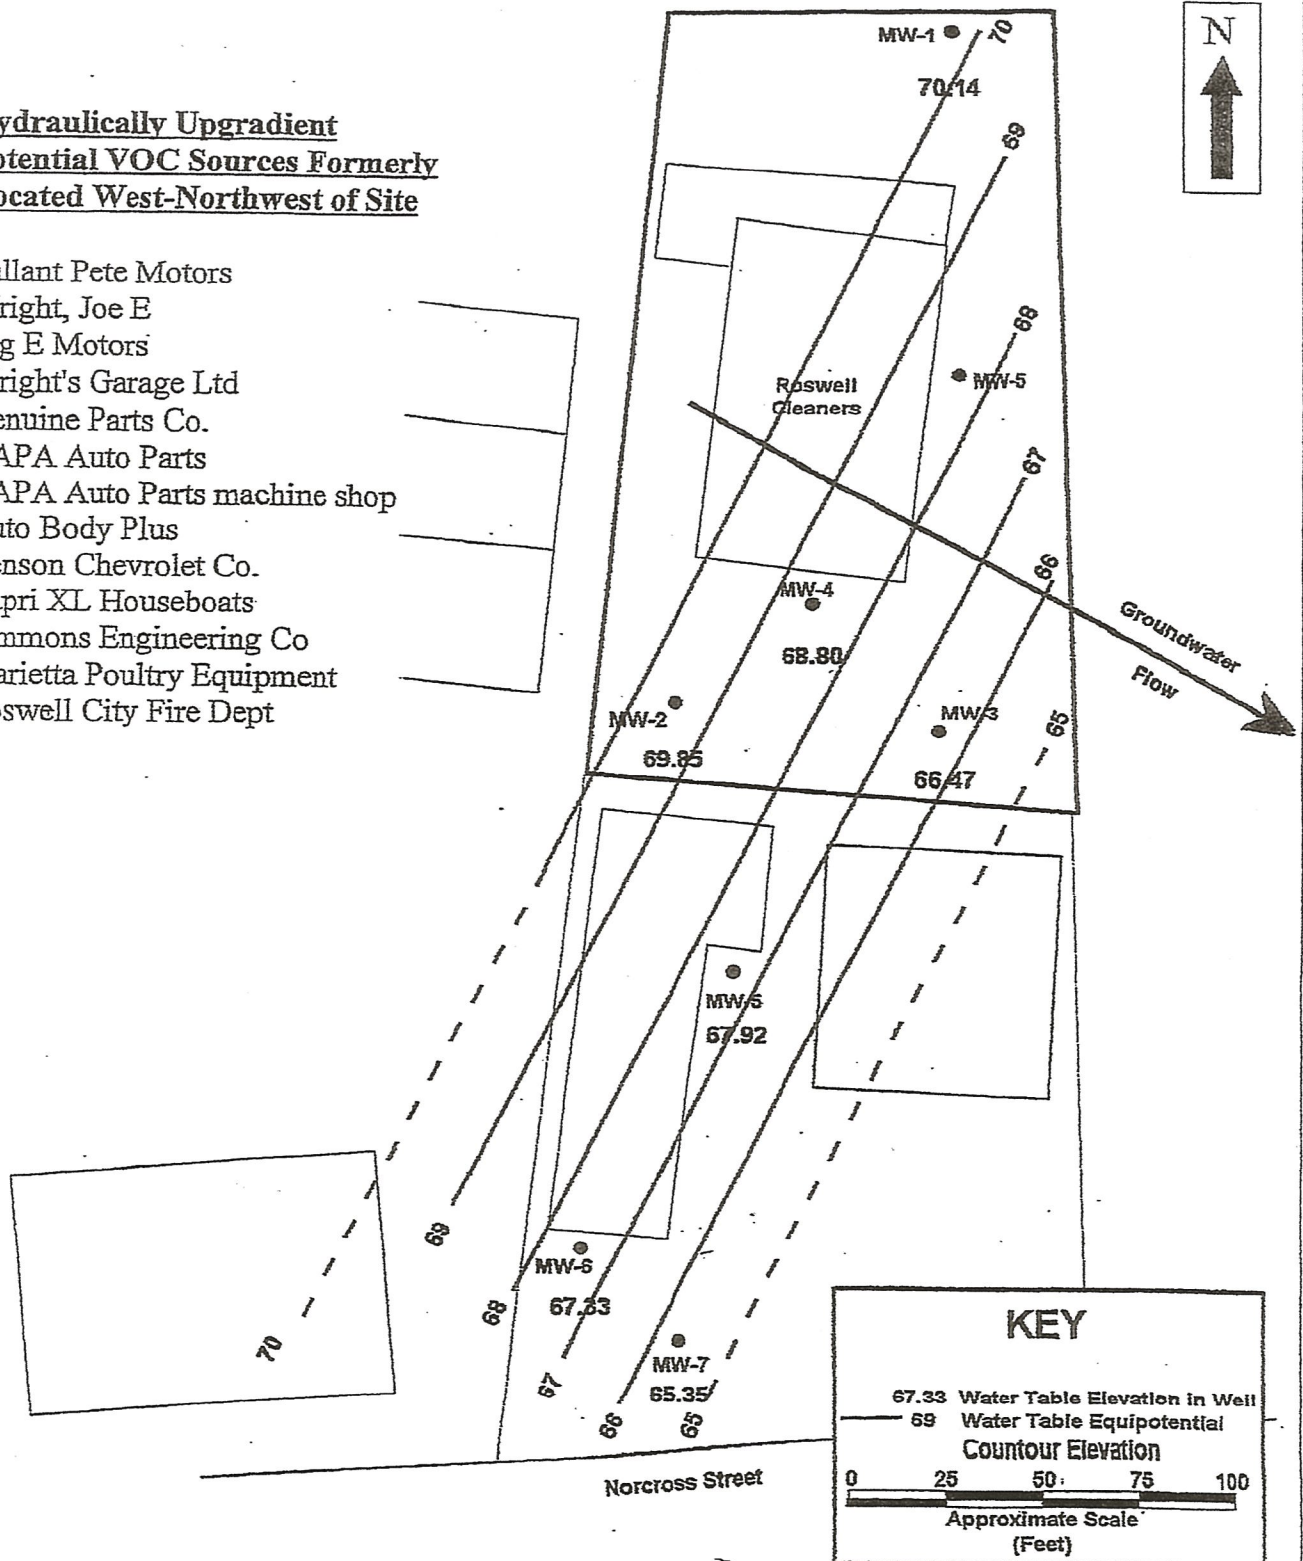 ydraulically Upgradient
otential VOC Sources Formerly
ocated West-Northwest of Site
allant Pete Motors
right, Joe E
g E Motors
right's Garage Ltd
enuine Parts Co.
APA Auto Parts
APA Auto Parts machine shop
uto Body Plus
enson Chevrolet Co.
apri XL Houseboats
mmons Engineering Co
arietta Poultry Equipment
oswell City Fire Dept
N
MW-1
70
70.14
69
68
Roswell
Cleaners
MW-5
67
66
MW-4
68.80
Groundwater
Flow
MW-2
69.85
MW-3
66.47
65
MW-5
67.92
69
MW-6
67.33
68
70
67
MW-7
65.35
66
65
Norcross Street
KEY
67.33 Water Table Elevation in Well
69 Water Table Equipotential
Countour Elevation
0 25 50 75 100
Approximate Scale
(Feet)